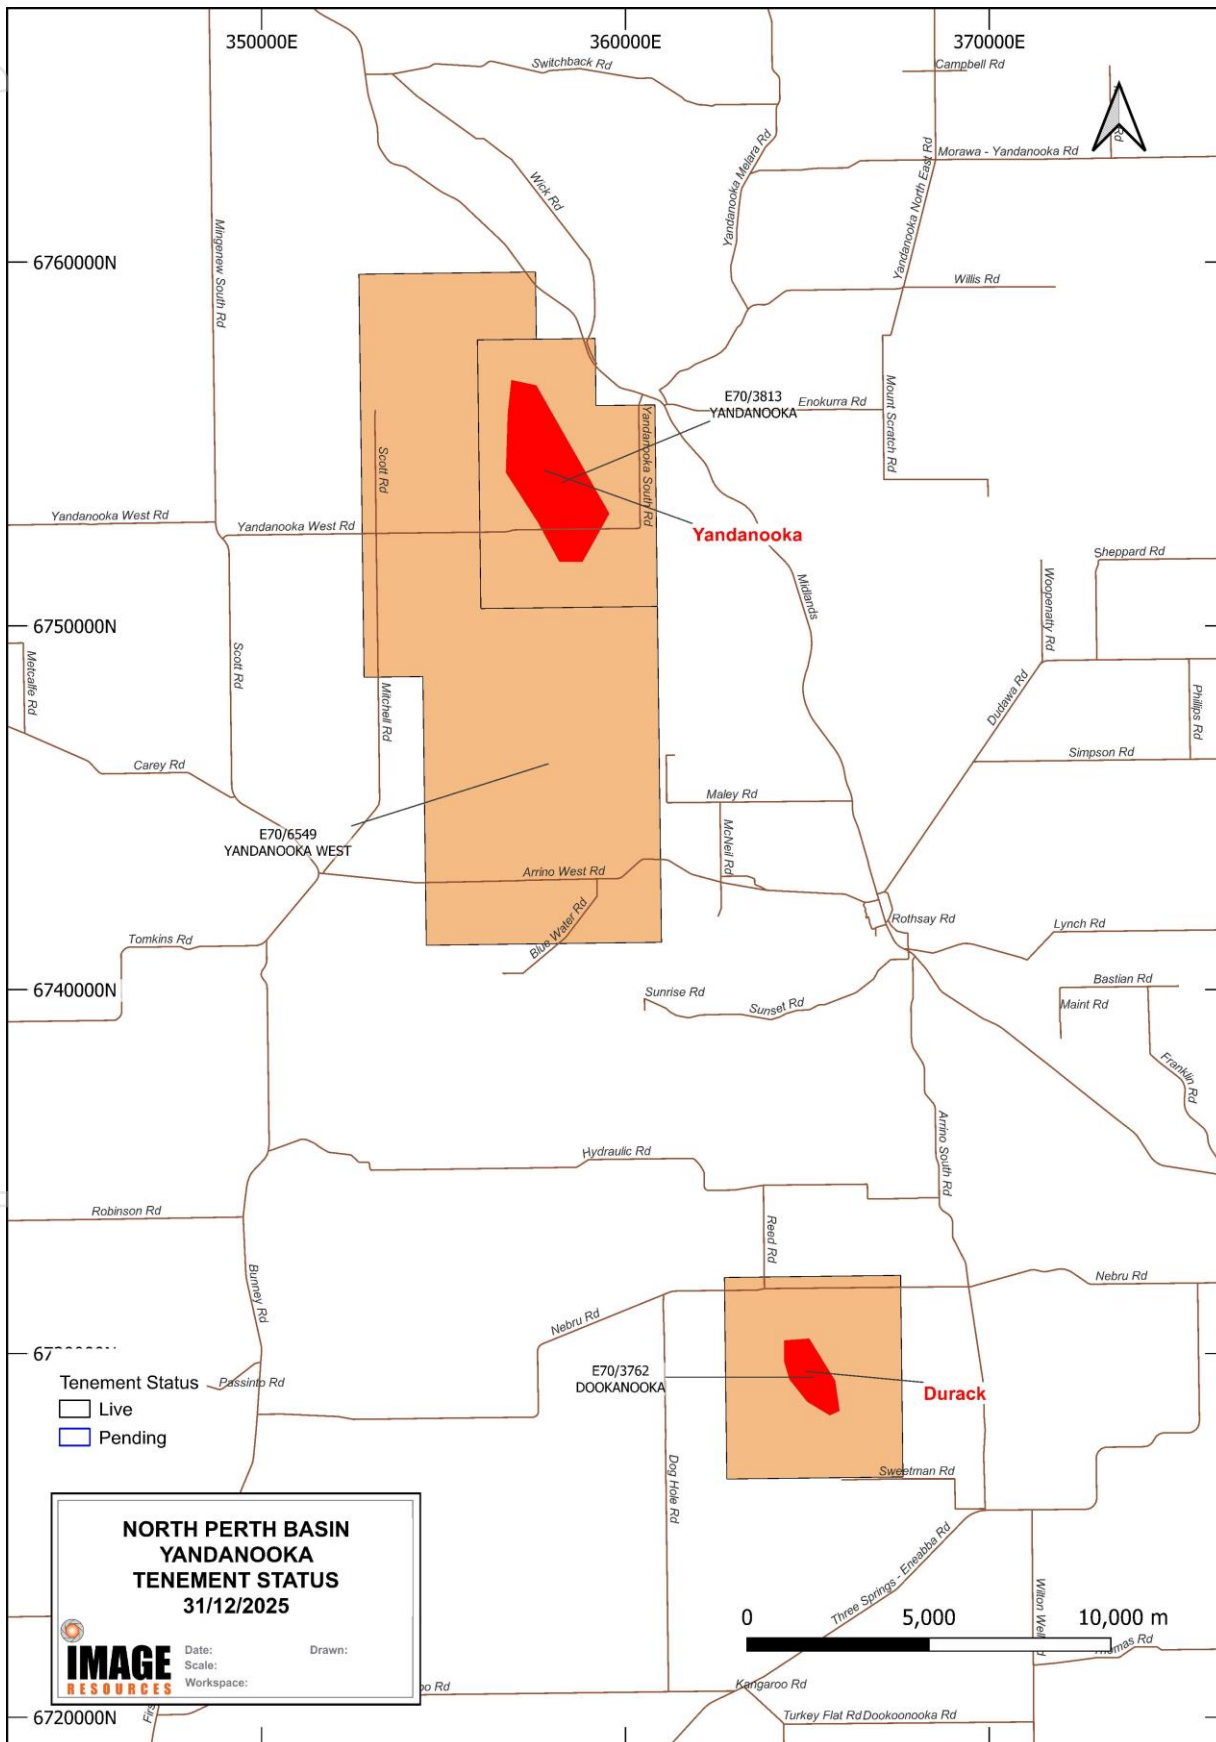 350000E
360000E
370000E
Switchback Rd
Campbell Rd
Rd
Morawa - Yandanooka Rd
Wick Rd
Yandanooka Melara Rd
Yandanooka North East Rd
Mingenew South Rd
6760000N
Willis Rd
E70/3813
YANDANOOKA
Enokurra Rd
Mount Scratch Rd
Scott Rd
Yandanooka South Rd
Yandanooka West Rd
Yandanooka West Rd
Yandanooka
Sheppard Rd
Midlands
Woopenatty Rd
6750000N
Scott Rd
Metcalfe Rd
Mitchell Rd
Dudawa Rd
Phillips Rd
Carey Rd
Simpson Rd
Maley Rd
McNeil Rd
E70/6549
YANDANOOKA WEST
Arrino West Rd
Blue Water Rd
Rothsay Rd
Lynch Rd
Tomkins Rd
6740000N
Sunrise Rd
Sunset Rd
Bastian Rd
Maint Rd
Franklin Rd
Arrino South Rd
Hydraulic Rd
Robinson Rd
Reed Rd
Bunney Rd
Nebru Rd
Nebru Rd
E70/3762
DOOKANOOKA
Durack
Tenement Status
Passinto Rd
Live
Pending
Dog Hole Rd
Sweetman Rd
Three Springs - Eneabba Rd
NORTH PERTH BASIN
YANDANOOKA
TENEMENT STATUS
31/12/2025
IMAGE
RESOURCES
Date:
Drawn:
Scale:
Workspace:
0 5,000 10,000 m
Kangaroo Rd
Turkey Flat Rd
Dookoonooka Rd
6720000N